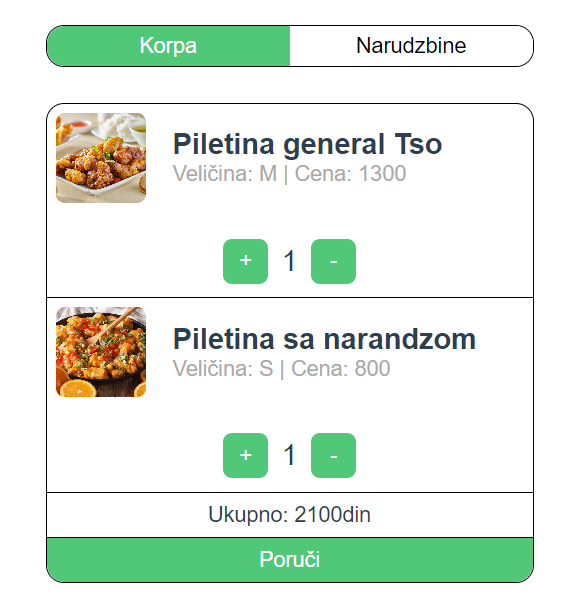 Korpa Narudzbine
Piletina general Tso
Veličina: M | Cena: 1300
+ 1 -
Piletina sa narandzom
Veličina: S | Cena: 800
+ 1 -
Ukupno: 2100din
Poruči